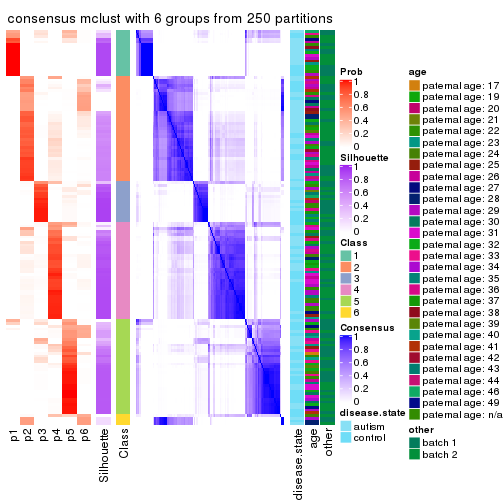 consensus mclust with 6 groups from 250 partitions
p1
p2
p3
p4
p5
p6
Silhouette
Class
disease.state
age
other
Prob
1
0.8
0.6
0.4
0.2
0
Silhouette
1
0.8
0.6
0.4
0.2
0
Class
1
2
3
4
5
6
Consensus
1
0.8
0.6
0.4
0.2
0
disease.state
autism
control
age
paternal age: 17
paternal age: 19
paternal age: 20
paternal age: 21
paternal age: 22
paternal age: 23
paternal age: 24
paternal age: 25
paternal age: 26
paternal age: 27
paternal age: 28
paternal age: 29
paternal age: 30
paternal age: 31
paternal age: 32
paternal age: 33
paternal age: 34
paternal age: 35
paternal age: 36
paternal age: 37
paternal age: 38
paternal age: 39
paternal age: 40
paternal age: 41
paternal age: 42
paternal age: 43
paternal age: 44
paternal age: 46
paternal age: 49
paternal age: n/a
other
batch 1
batch 2